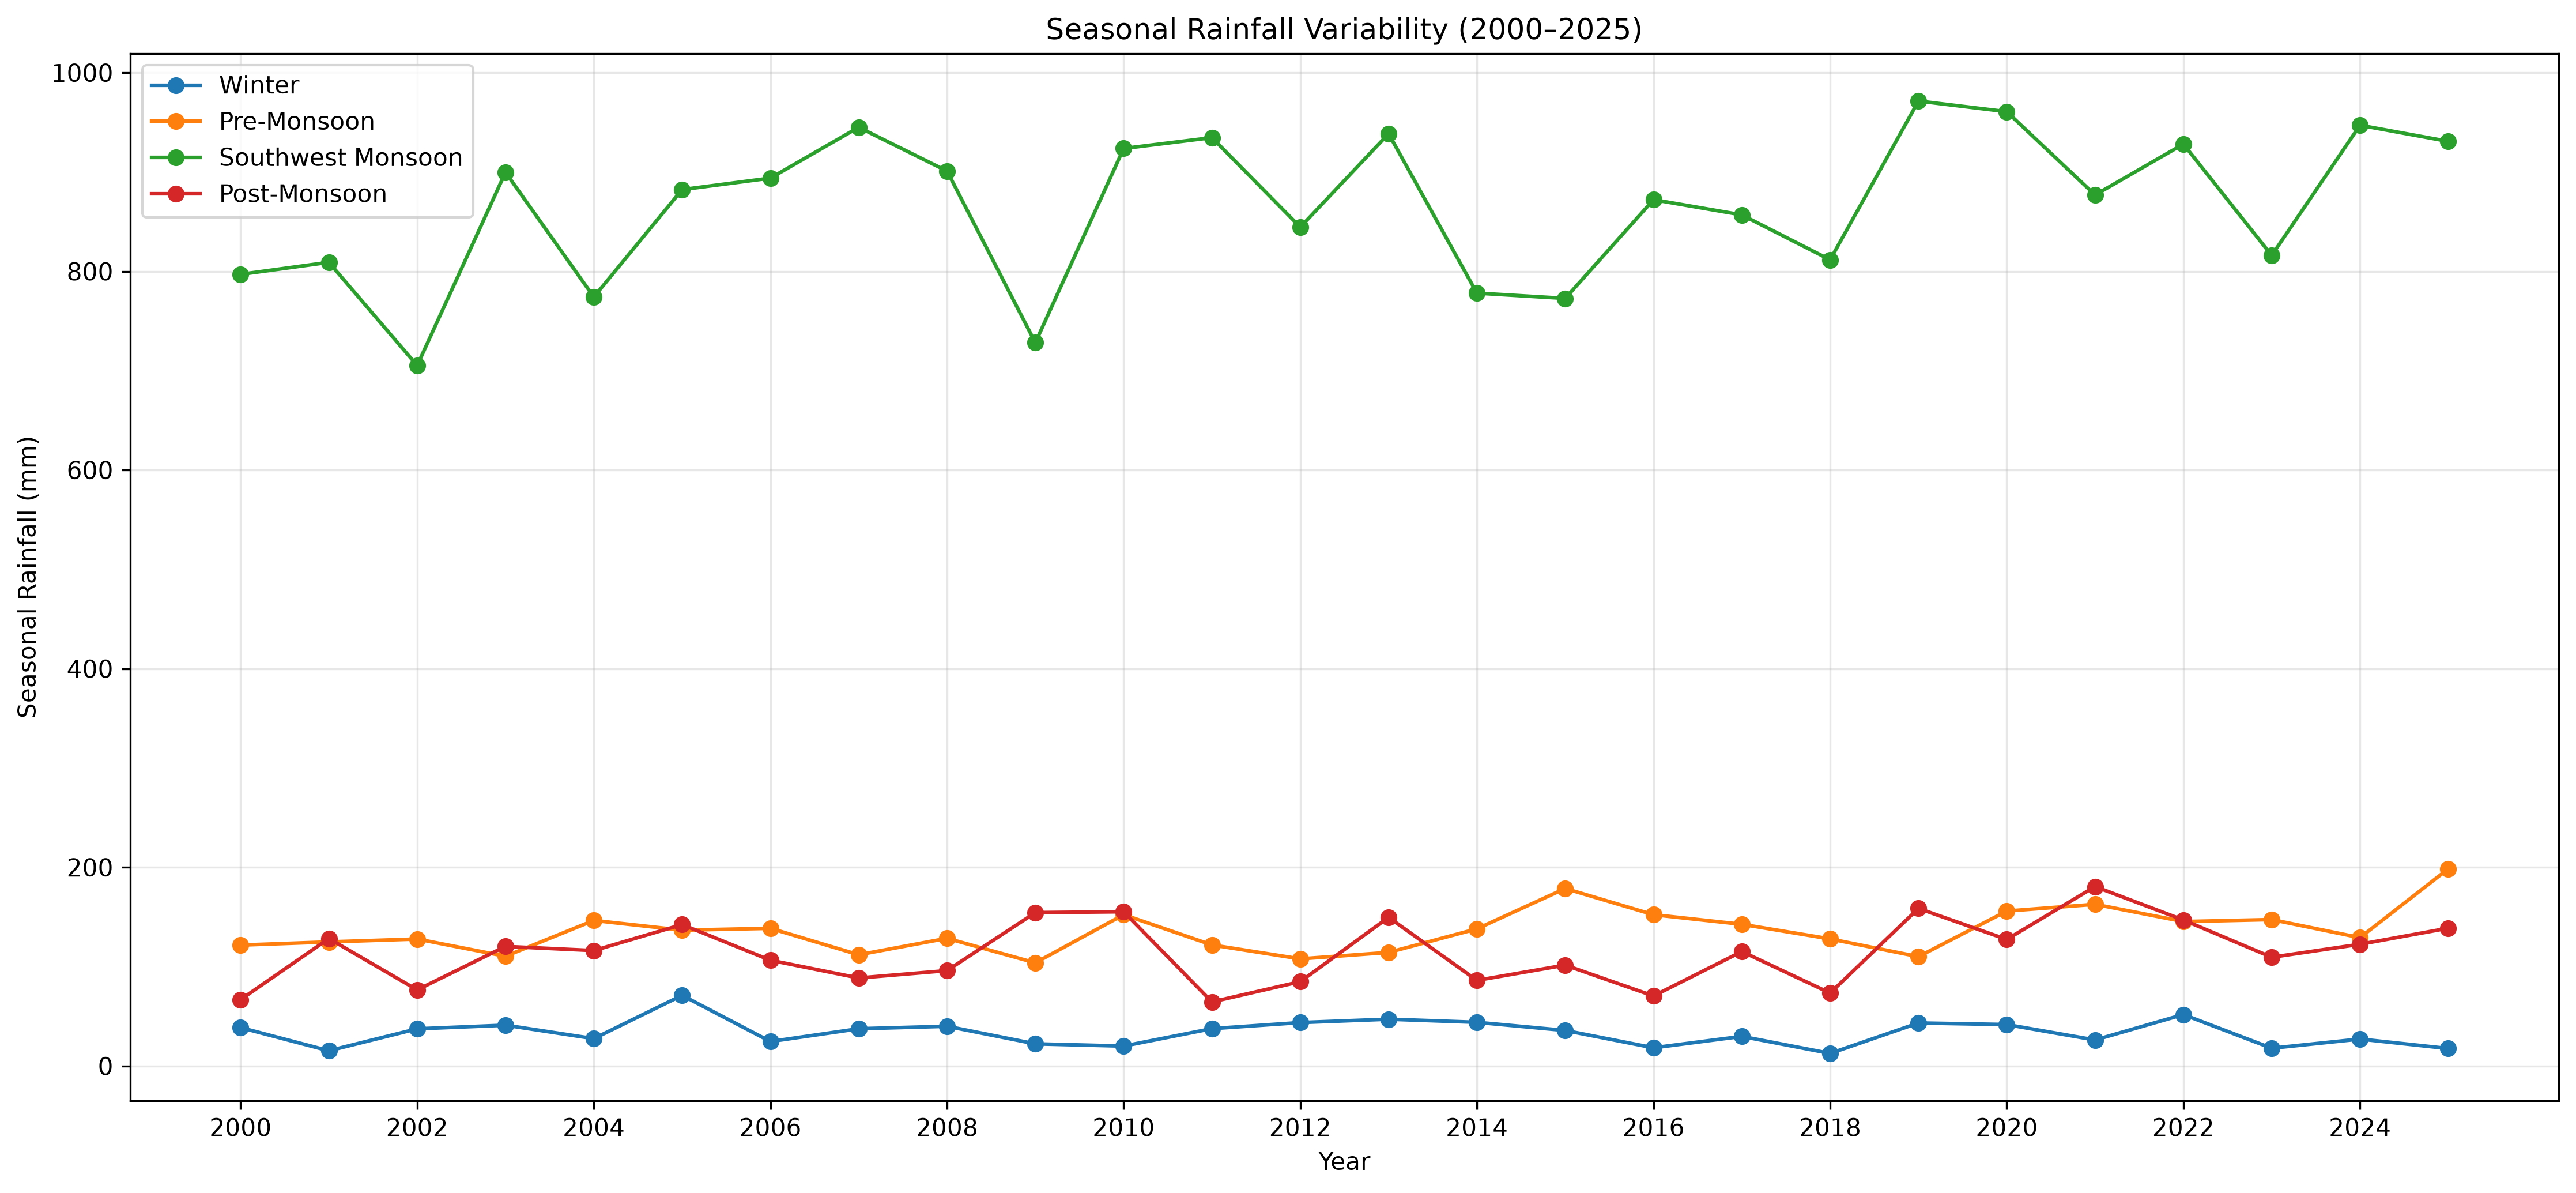 Seasonal Rainfall Variability (2000–2025)
Winter
Pre-Monsoon
Southwest Monsoon
Post-Monsoon
Seasonal Rainfall (mm)
1000
800
600
400
200
0
2000 2002 2004 2006 2008 2010 2012 2014 2016 2018 2020 2022 2024
Year